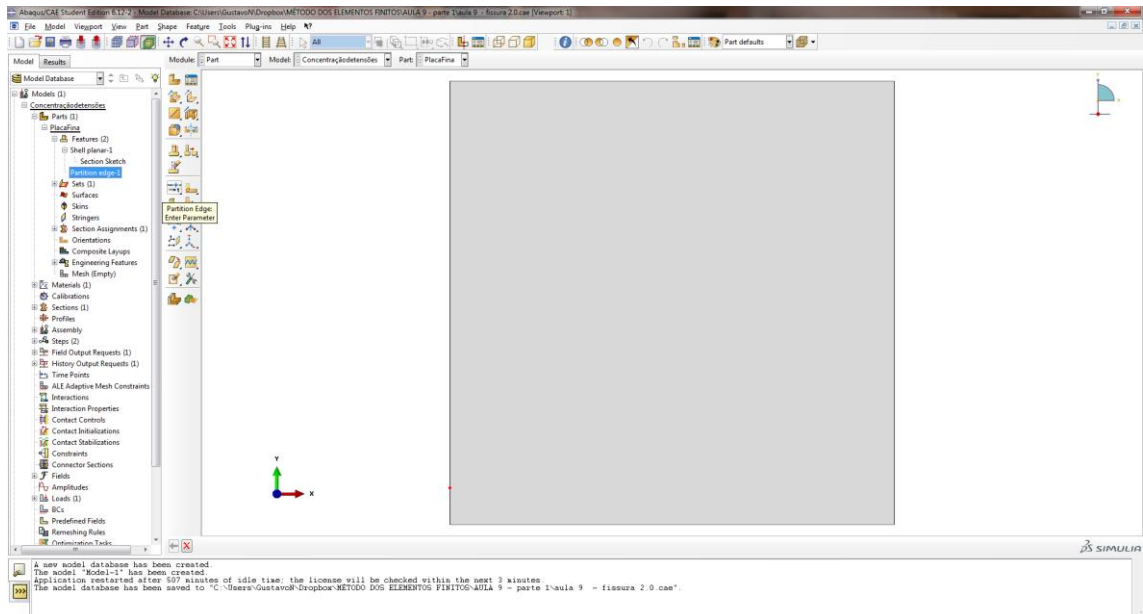 Abaqus/CAE Student Edition 6.12-2 - Model Database: C:\Users\GustavoN\Dropbox\MÉTODO DOS ELEMENTOS FINITOS\AULA 9 - parte 1\aula 9 - fissura 2.0.cae [Viewport: 1]
File Model Viewport View Part Shape Feature Tools Plug-ins Help
All
Part defaults
Model Results
Module: Part Model: Concentraçãodetensões Part: PlacaFina
Model Database
Models (1)
Concentraçãodetensões
Parts (1)
PlacaFina
Features (2)
Shell planar-1
Section Sketch
Partition edge-1
Sets (1)
Surfaces
Skins
Stringers
Section Assignments (1)
Orientations
Composite Layups
Engineering Features
Mesh (Empty)
Materials (1)
Calibrations
Sections (1)
Profiles
Assembly
Steps (2)
Field Output Requests (1)
History Output Requests (1)
Time Points
ALE Adaptive Mesh Constraints
Interactions
Interaction Properties
Contact Controls
Contact Initializations
Contact Stabilizations
Constraints
Connector Sections
Fields
Amplitudes
Loads (1)
BCs
Predefined Fields
Remeshing Rules
Optimization Tasks
Partition Edge:
Enter Parameter
Y
X
SIMULIA
A new model database has been created.
The model "Model-1" has been created.
Application restarted after 507 minutes of idle time; the license will be checked within the next 3 minutes.
The model database has been saved to "C:\Users\GustavoN\Dropbox\MÉTODO DOS ELEMENTOS FINITOS\AULA 9 - parte 1\aula 9 - fissura 2.0.cae".